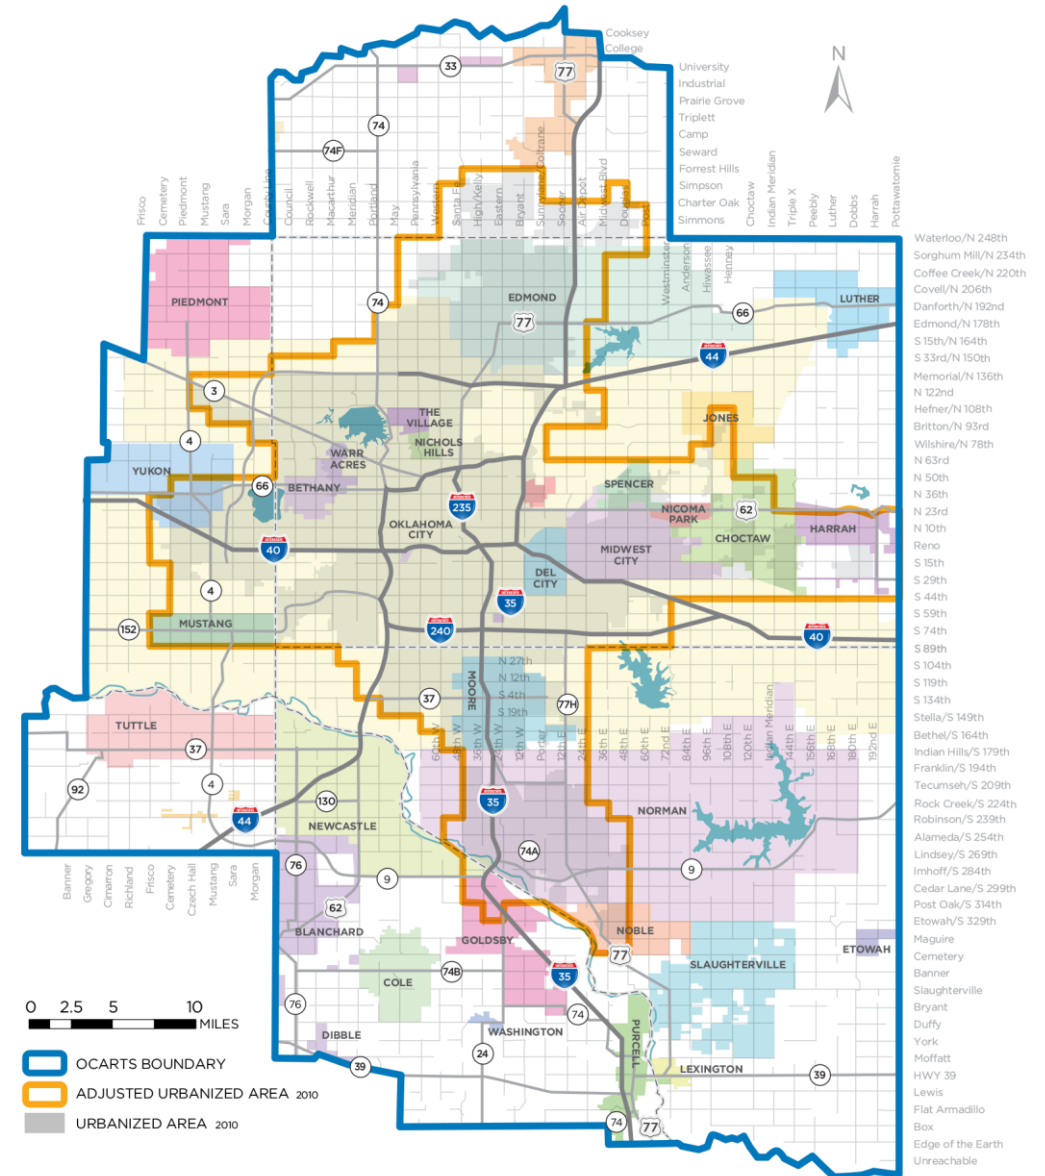 Cooksey
College
University
Industrial
Prairie Grove
Triplett
Camp
Seward
Forrest Hills
Simpson
Charter Oak
Simmons
N
33
77
74
74F
Frisco
Cemetery
Piedmont
Mustang
Sara
Morgan
County Line
Council
Rockwell
Macarthur
Meridian
Portland
May
Pennsylvania
Western
Santa Fe
High/Kelly
Eastern
Bryant
Sunnylane/Coltrane
Sooner
Air Depot
Midwest Blvd
Douglas
Post
Westminster
Anderson
Hiwassee
Henney
Choctaw
Indian Meridian
Triple X
Peebly
Luther
Dobbs
Harrah
Pottawatomie
Waterloo/N 248th
Sorghum Mill/N 234th
Coffee Creek/N 220th
Covell/N 206th
Danforth/N 192nd
Edmond/N 178th
S 15th/N 164th
S 33rd/N 150th
Memorial/N 136th
N 122nd
Hefner/N 108th
Britton/N 93rd
Wilshire/N 78th
N 63rd
N 50th
N 36th
N 23rd
N 10th
Reno
S 15th
S 29th
S 44th
S 59th
S 74th
S 89th
S 104th
S 119th
S 134th
Stella/S 149th
Bethel/S 164th
Indian Hills/S 179th
Franklin/S 194th
Tecumseh/S 209th
Rock Creek/S 224th
Robinson/S 239th
Alameda/S 254th
Lindsey/S 269th
Imhoff/S 284th
Cedar Lane/S 299th
Post Oak/S 314th
Etowah/S 329th
Maguire
Cemetery
Banner
Slaughterville
Bryant
Duffy
York
Moffatt
HWY 39
Lewis
Flat Armadillo
Box
Edge of the Earth
Unreachable
PIEDMONT
74
EDMOND
77
66
LUTHER
44
3
4
THE
VILLAGE
NICHOLS
HILLS
WARR
ACRES
JONES
YUKON
66
BETHANY
235
OKLAHOMA
CITY
SPENCER
NICOMA
PARK
62
HARRAH
CHOCTAW
MIDWEST
CITY
40
DEL
CITY
35
4
MUSTANG
152
240
40
MOORE
N 27th
N 12th
S 4th
S 19th
37
77H
60th W
48th W
36th W
24th W
12th W
Porter
12th E
24th E
36th E
48th E
60th E
72nd E
84th E
96th E
108th E
120th E
Indian Meridian
144th E
156th E
168th E
180th E
192nd E
TUTTLE
37
92
4
44
130
NEWCASTLE
35
74A
NORMAN
9
76
9
62
BLANCHARD
Banner
Gregory
Cimarron
Richland
Frisco
Cemetery
Czech Hall
Mustang
Sara
Morgan
GOLDSBY
NOBLE
77
SLAUGHTERVILLE
ETOWAH
COLE
74B
35
76
74
DIBBLE
WASHINGTON
24
PURCELL
39
LEXINGTON
39
74
77
0 2.5 5 10
MILES
OCARTS BOUNDARY
ADJUSTED URBANIZED AREA 2010
URBANIZED AREA 2010